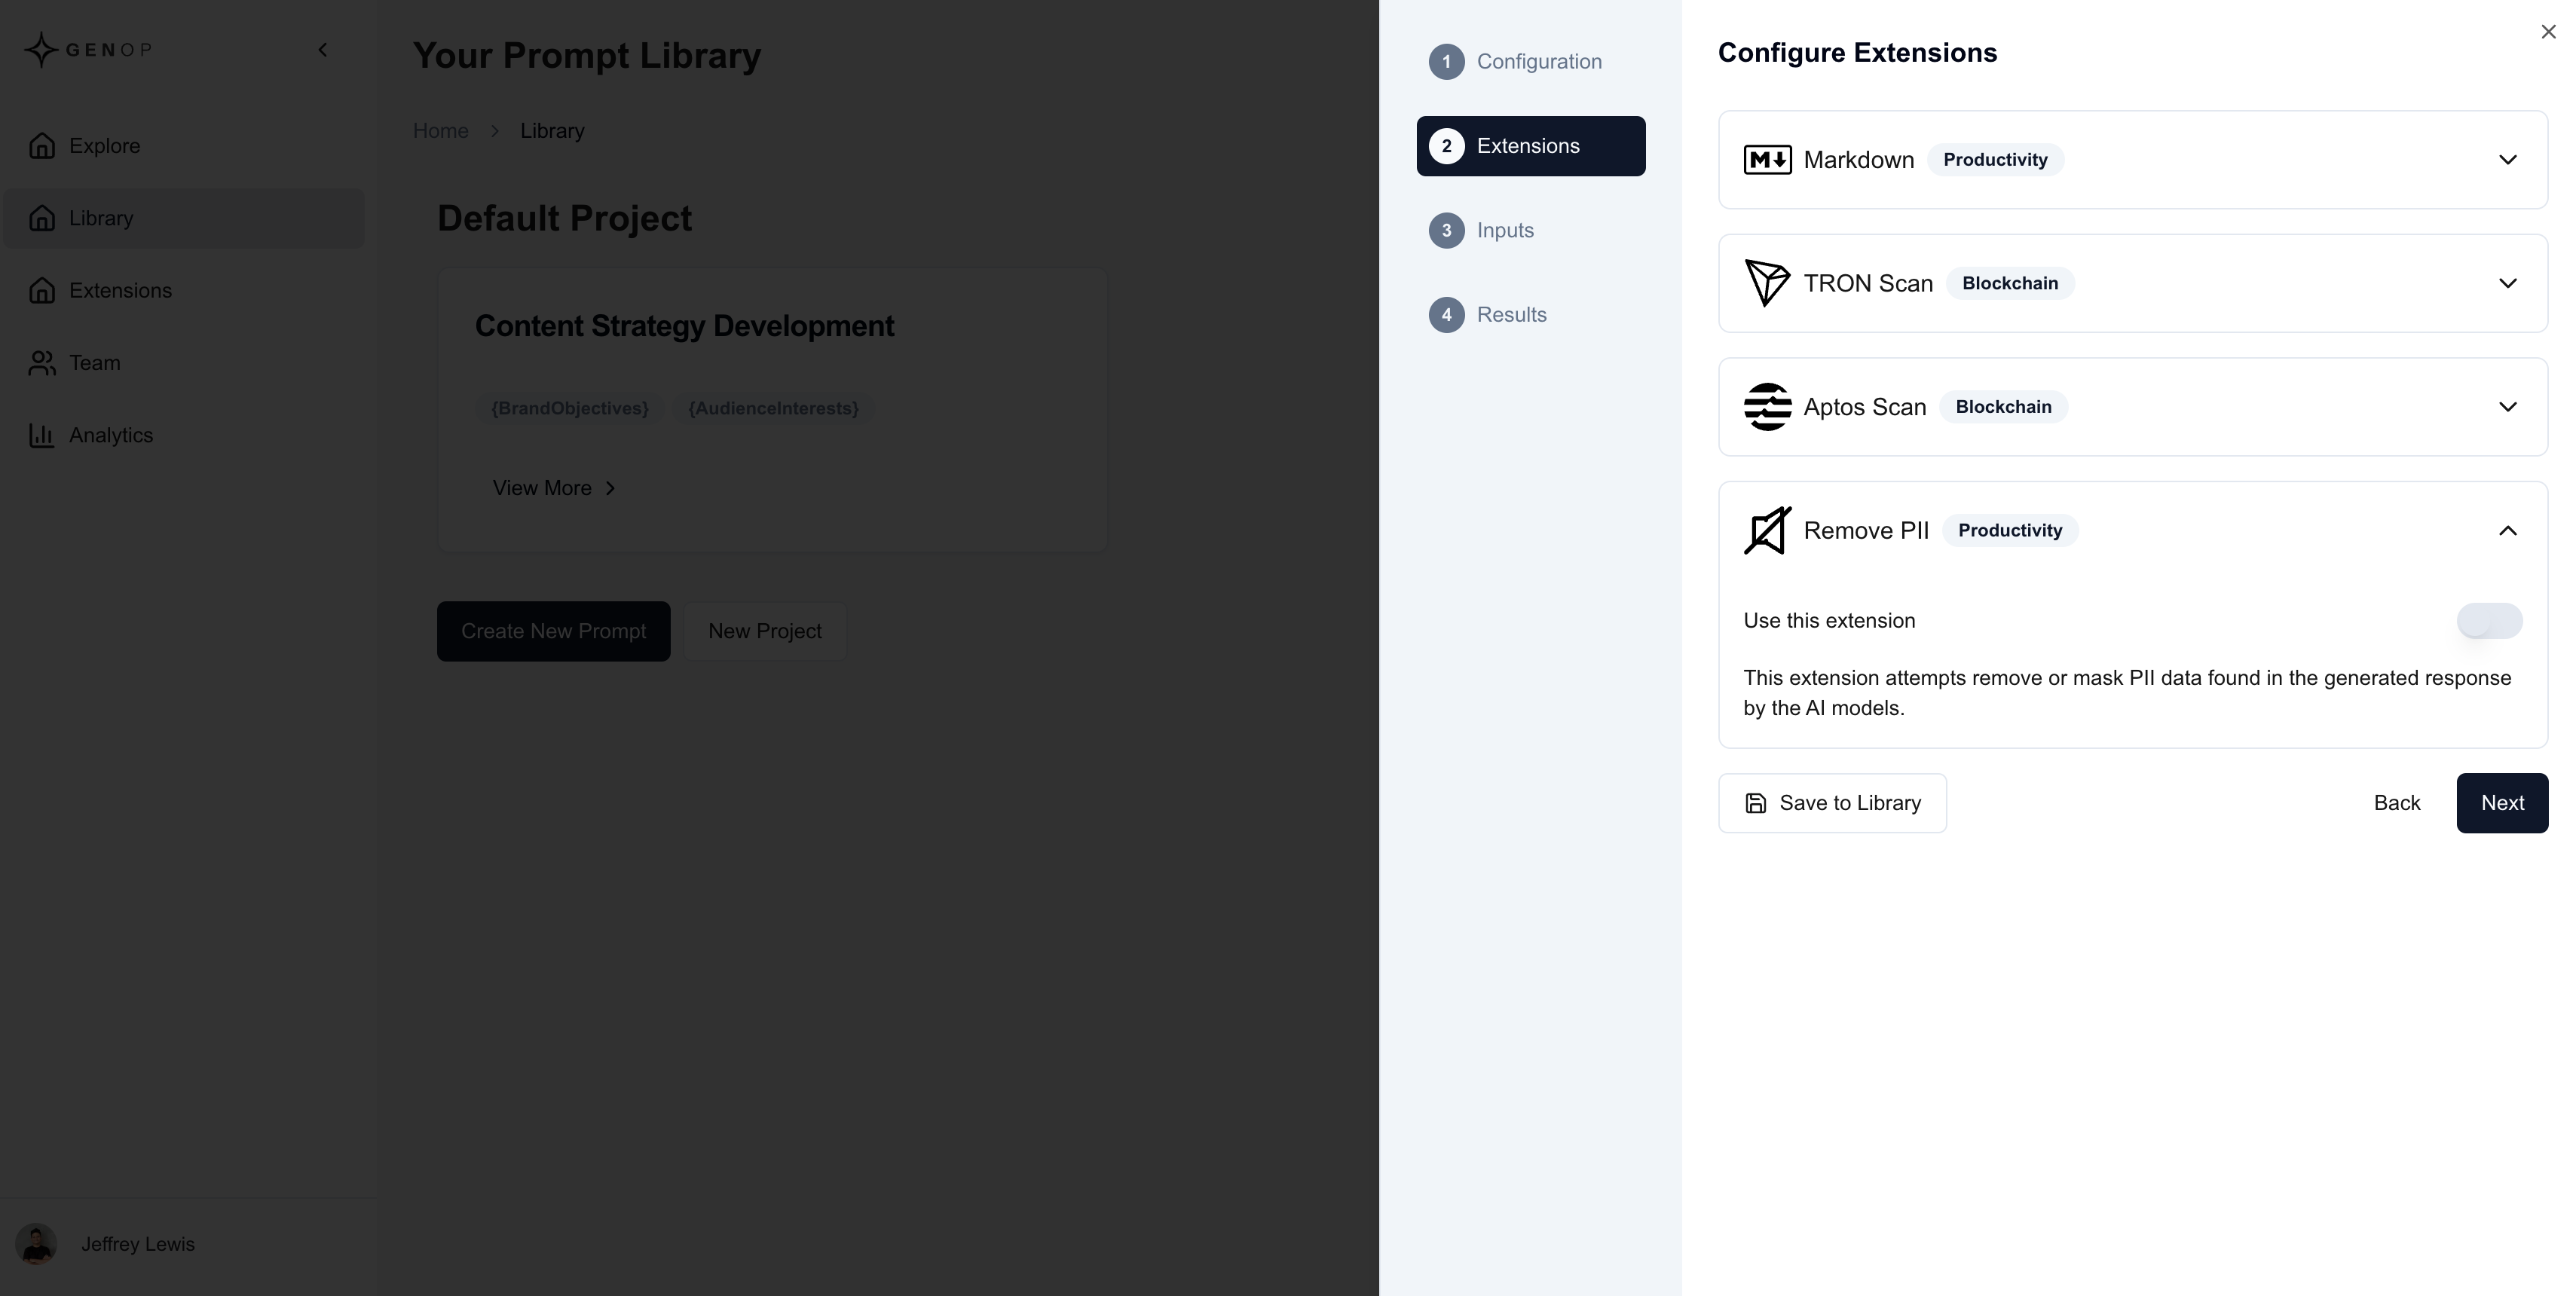 GENOP
Explore
Library
Extensions
Team
Analytics
Jeffrey Lewis
Your Prompt Library
Home
Library
Default Project
Content Strategy Development
{BrandObjectives}
{AudienceInterests}
View More
Create New Prompt
New Project
1 Configuration
2 Extensions
3 Inputs
4 Results
Configure Extensions
M Markdown Productivity
TRON Scan Blockchain
Aptos Scan Blockchain
Remove PII Productivity
Use this extension
This extension attempts remove or mask PII data found in the generated response
by the AI models.
Save to Library
Back
Next